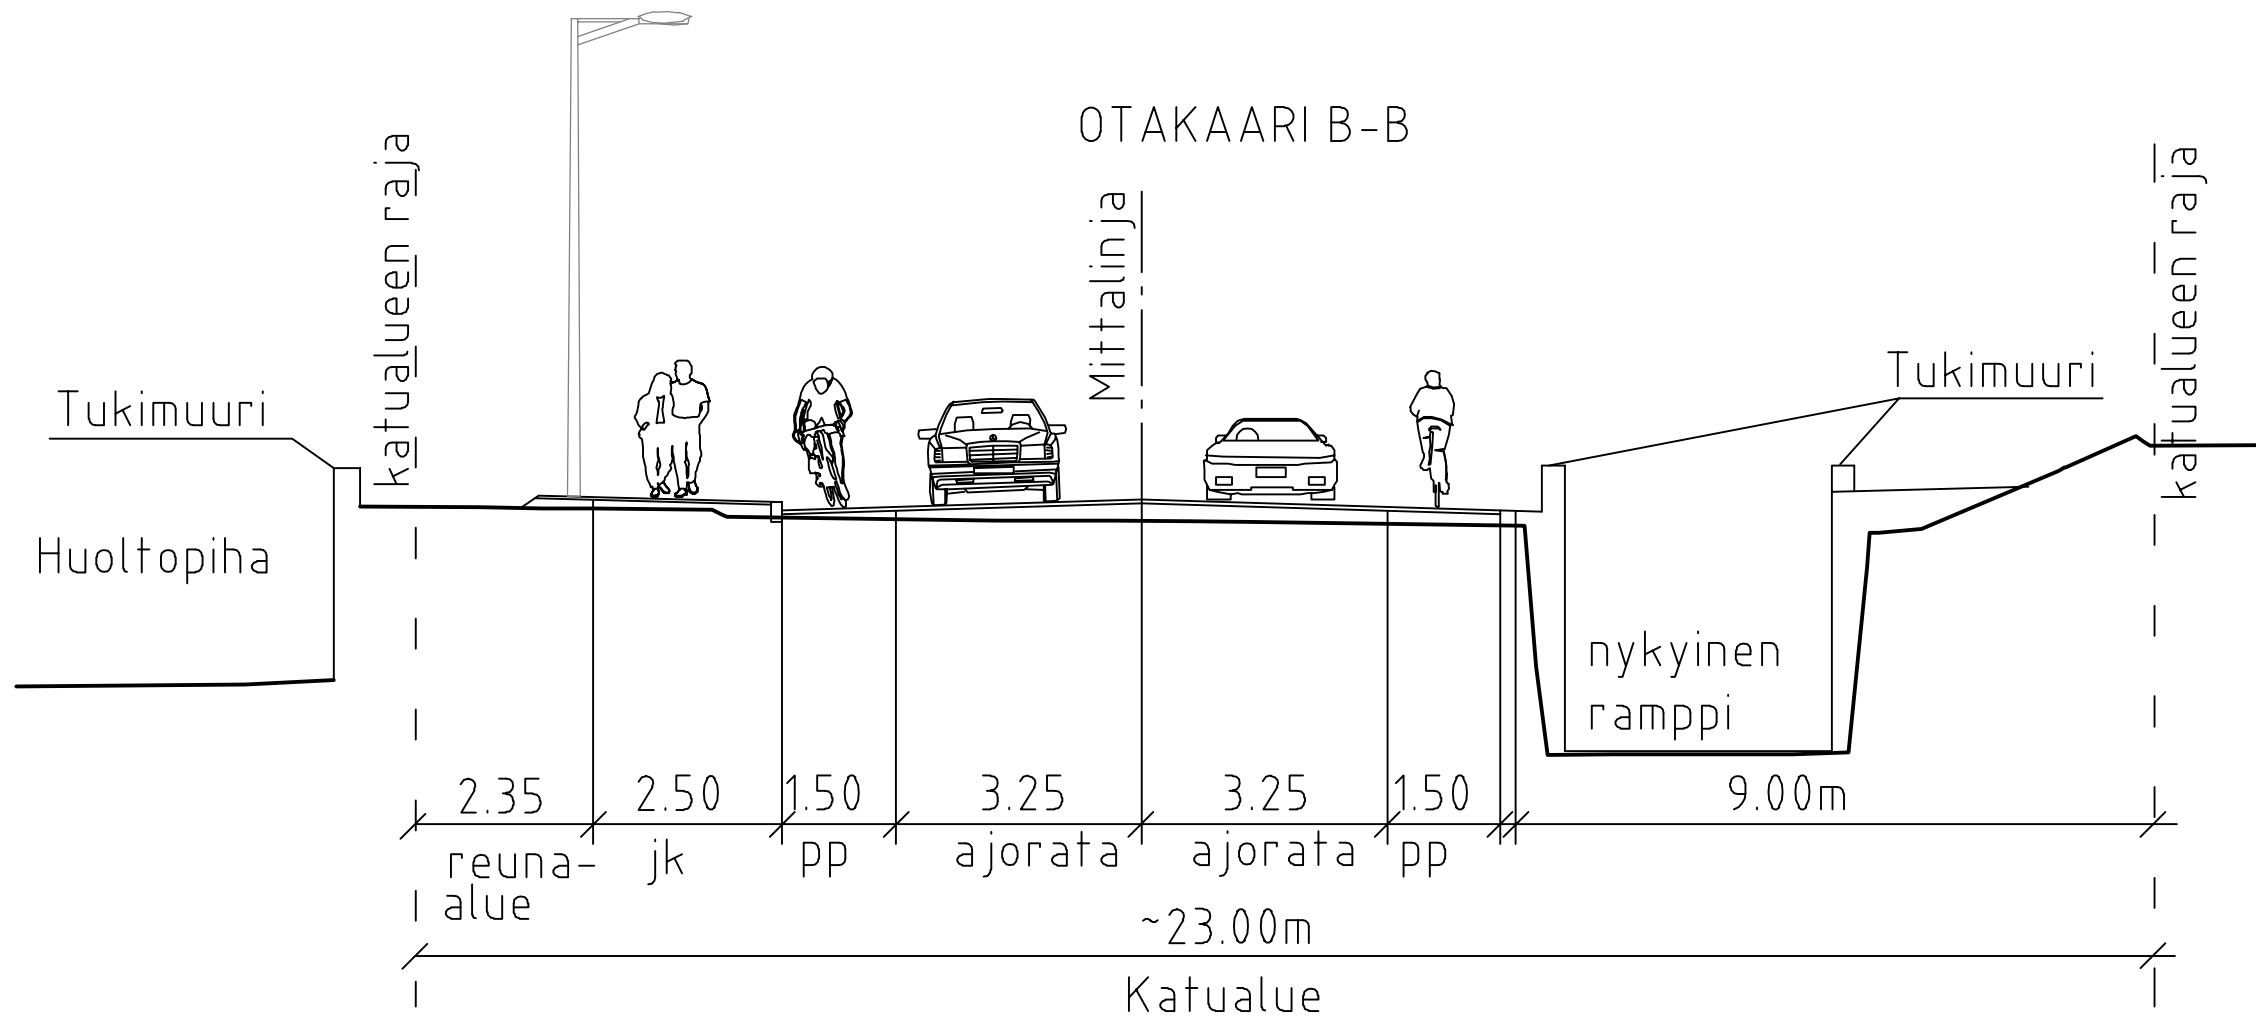 OTAKAARI B-B
katualueen raja
Mittalinja
katualueen raja
Tukimuuri
Tukimuuri
Huoltopiha
nykyinen
ramppi
2.35
2.50
1.50
3.25
3.25
1.50
9.00m
reuna-
alue
jk
pp
ajorata
ajorata
pp
~23.00m
Katualue